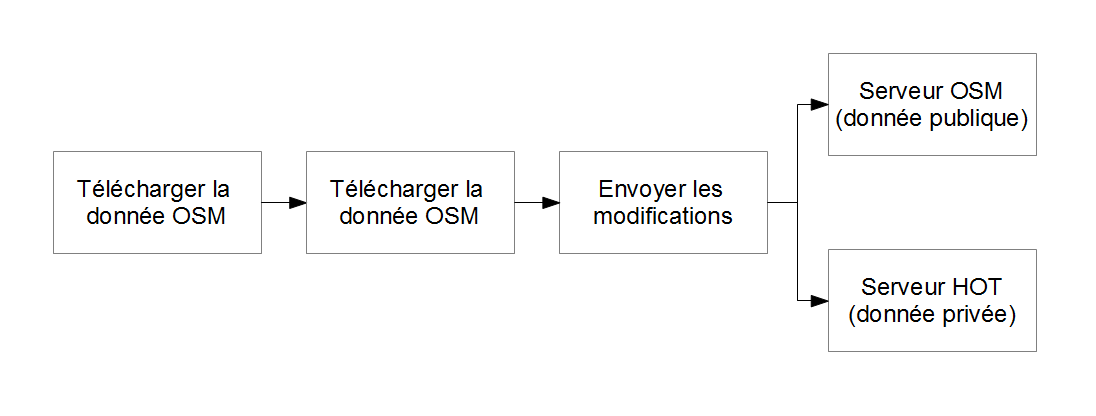 Télécharger la
donnée OSM
Télécharger la
donnée OSM
Envoyer les
modifications
Serveur OSM
(donnée publique)
Serveur HOT
(donnée privée)